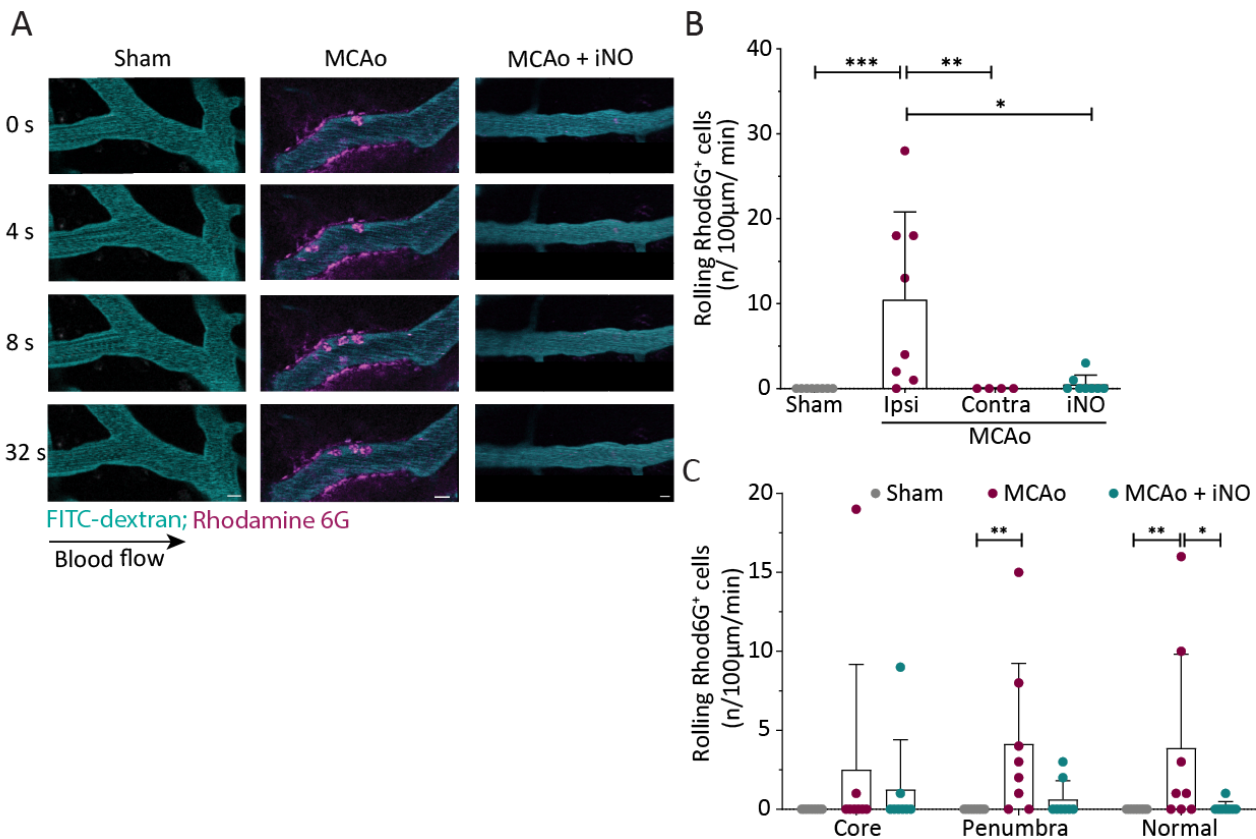 A
Sham MCAo MCAo + iNO
0 s
4 s
8 s
32 s
FITC-dextran; Rhodamine 6G
Blood flow
B
Rolling Rhod6G⁺ cells
(n/ 100μm/ min)
40
30
20
10
0
*** **
*
Sham Ipsi Contra iNO
MCAo
C
Sham MCAo MCAo + iNO
Rolling Rhod6G⁺ cells
(n/100μm/min)
20
15
10
5
0
** ** *
Core Penumbra Normal